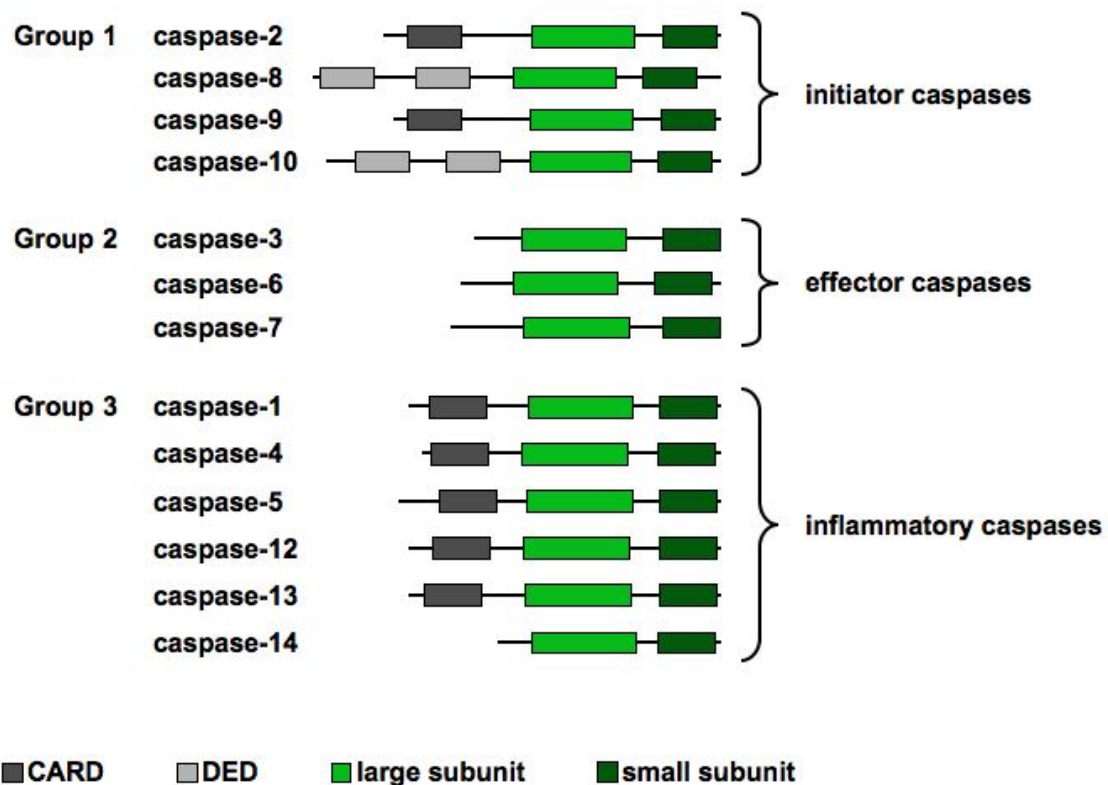 Group 1 caspase-2
caspase-8
initiator caspases
caspase-9
caspase-10
Group 2 caspase-3
caspase-6
effector caspases
caspase-7
Group 3 caspase-1
caspase-4
caspase-5
inflammatory caspases
caspase-12
caspase-13
caspase-14
CARD DED large subunit small subunit